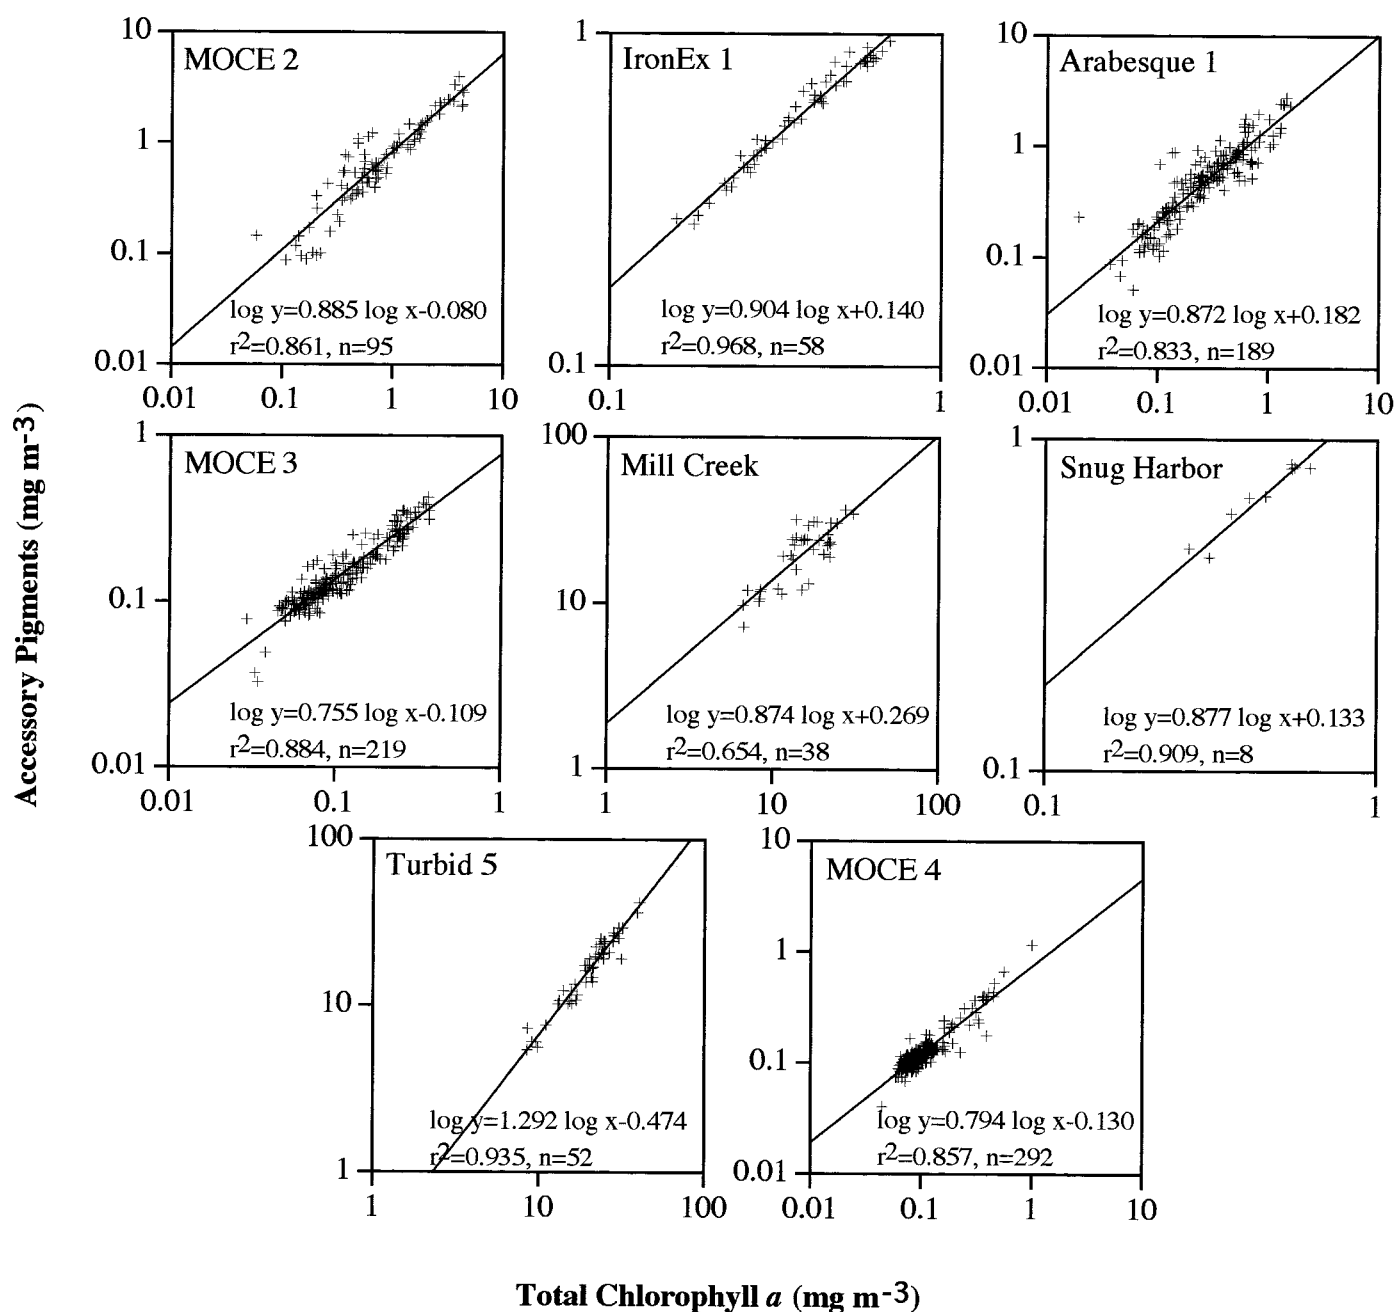 MOCE 2
10
1
0.1
0.01
log y=0.885 log x-0.080
r2=0.861, n=95
0.01 0.1 1 10
IronEx 1
1
0.1
log y=0.904 log x+0.140
r2=0.968, n=58
0.1 1
Arabesque 1
10
1
0.1
0.01
log y=0.872 log x+0.182
r2=0.833, n=189
0.01 0.1 1 10
Accessory Pigments (mg m-3)
MOCE 3
1
0.1
0.01
log y=0.755 log x-0.109
r2=0.884, n=219
0.01 0.1 1
Mill Creek
100
10
1
log y=0.874 log x+0.269
r2=0.654, n=38
1 10 100
Snug Harbor
1
0.1
log y=0.877 log x+0.133
r2=0.909, n=8
0.1 1
Turbid 5
100
10
1
log y=1.292 log x-0.474
r2=0.935, n=52
1 10 100
MOCE 4
10
1
0.1
0.01
log y=0.794 log x-0.130
r2=0.857, n=292
0.01 0.1 1 10
Total Chlorophyll a (mg m-3)